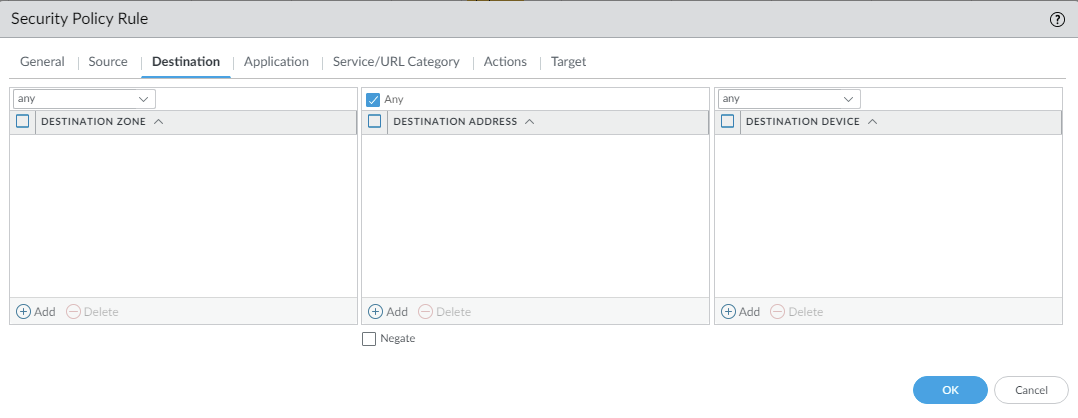 Security Policy Rule
General Source Destination Application Service/URL Category Actions Target
any Any any
DESTINATION ZONE DESTINATION ADDRESS DESTINATION DEVICE
Add Delete Add Delete Add Delete
Negate
OK Cancel